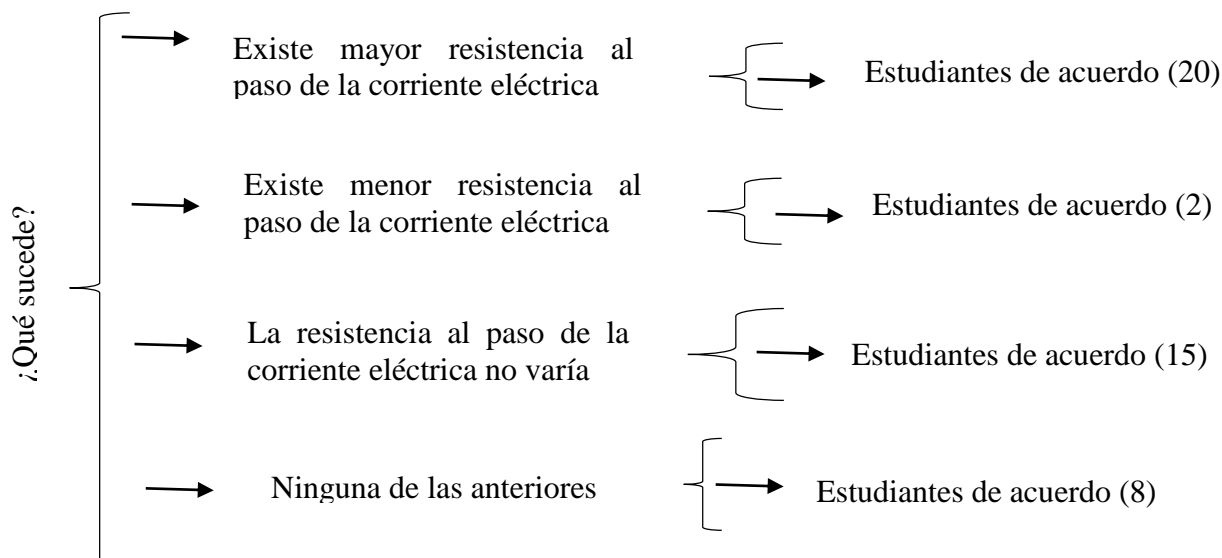 ¿Qué sucede?
Existe mayor resistencia al
paso de la corriente eléctrica
Estudiantes de acuerdo (20)
Existe menor resistencia al
paso de la corriente eléctrica
Estudiantes de acuerdo (2)
La resistencia al paso de la
corriente eléctrica no varía
Estudiantes de acuerdo (15)
Ninguna de las anteriores
Estudiantes de acuerdo (8)